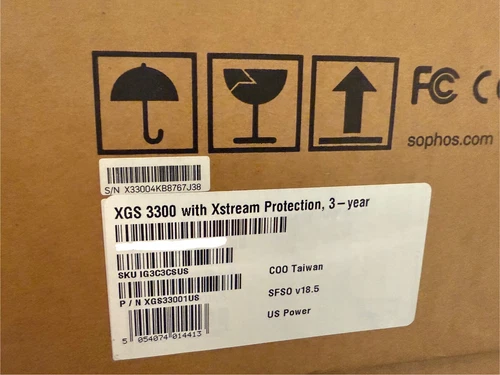 FC CE
sophos.com
S/N X33004KB8767J38
XGS 3300 with Xstream Protection, 3-year
SKU IG3C3CSUS
COO Taiwan
P/N XGS33001US
SFSO v18.5
US Power
5 054074 014413